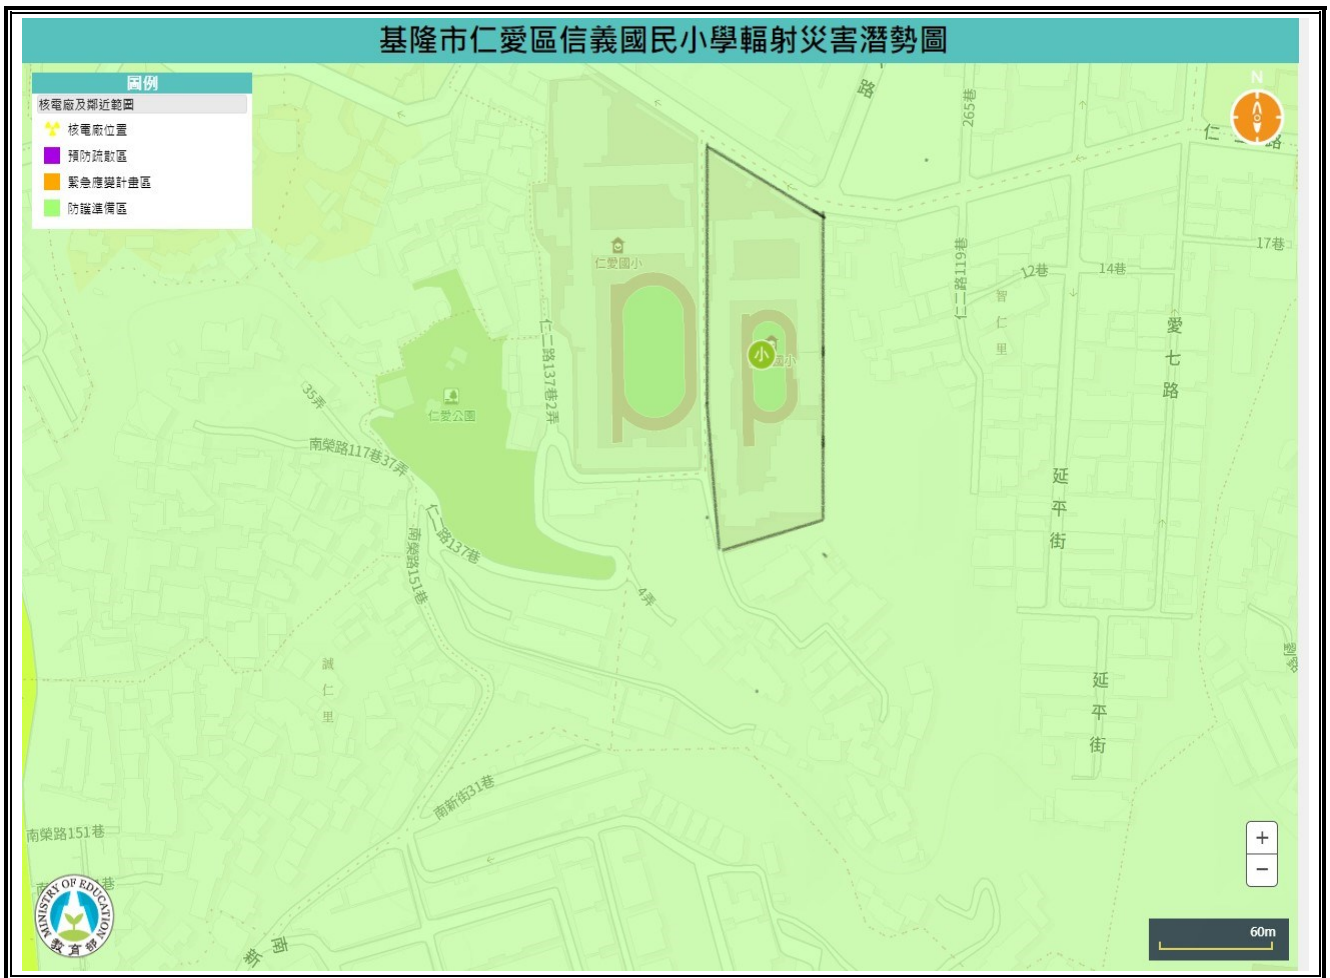 基隆市仁愛區信義國民小學輻射災害潛勢圖
圖例
核電廠及鄰近範圍
核電廠位置
預防疏散區
緊急應變計畫區
防護準備區
N
路
265巷
仁二路
仁愛國小
17巷
仁二路119巷
12巷
14巷
智仁里
愛七路
小
國小
仁二路137巷2弄
35弄
仁愛公園
南榮路117巷37弄
延平街
仁二路137巷
南榮路151巷
4弄
誠仁里
延平街
南新街31巷
南榮路151巷
+
−
MINISTRY OF EDUCATION
教育部
南
新
60m